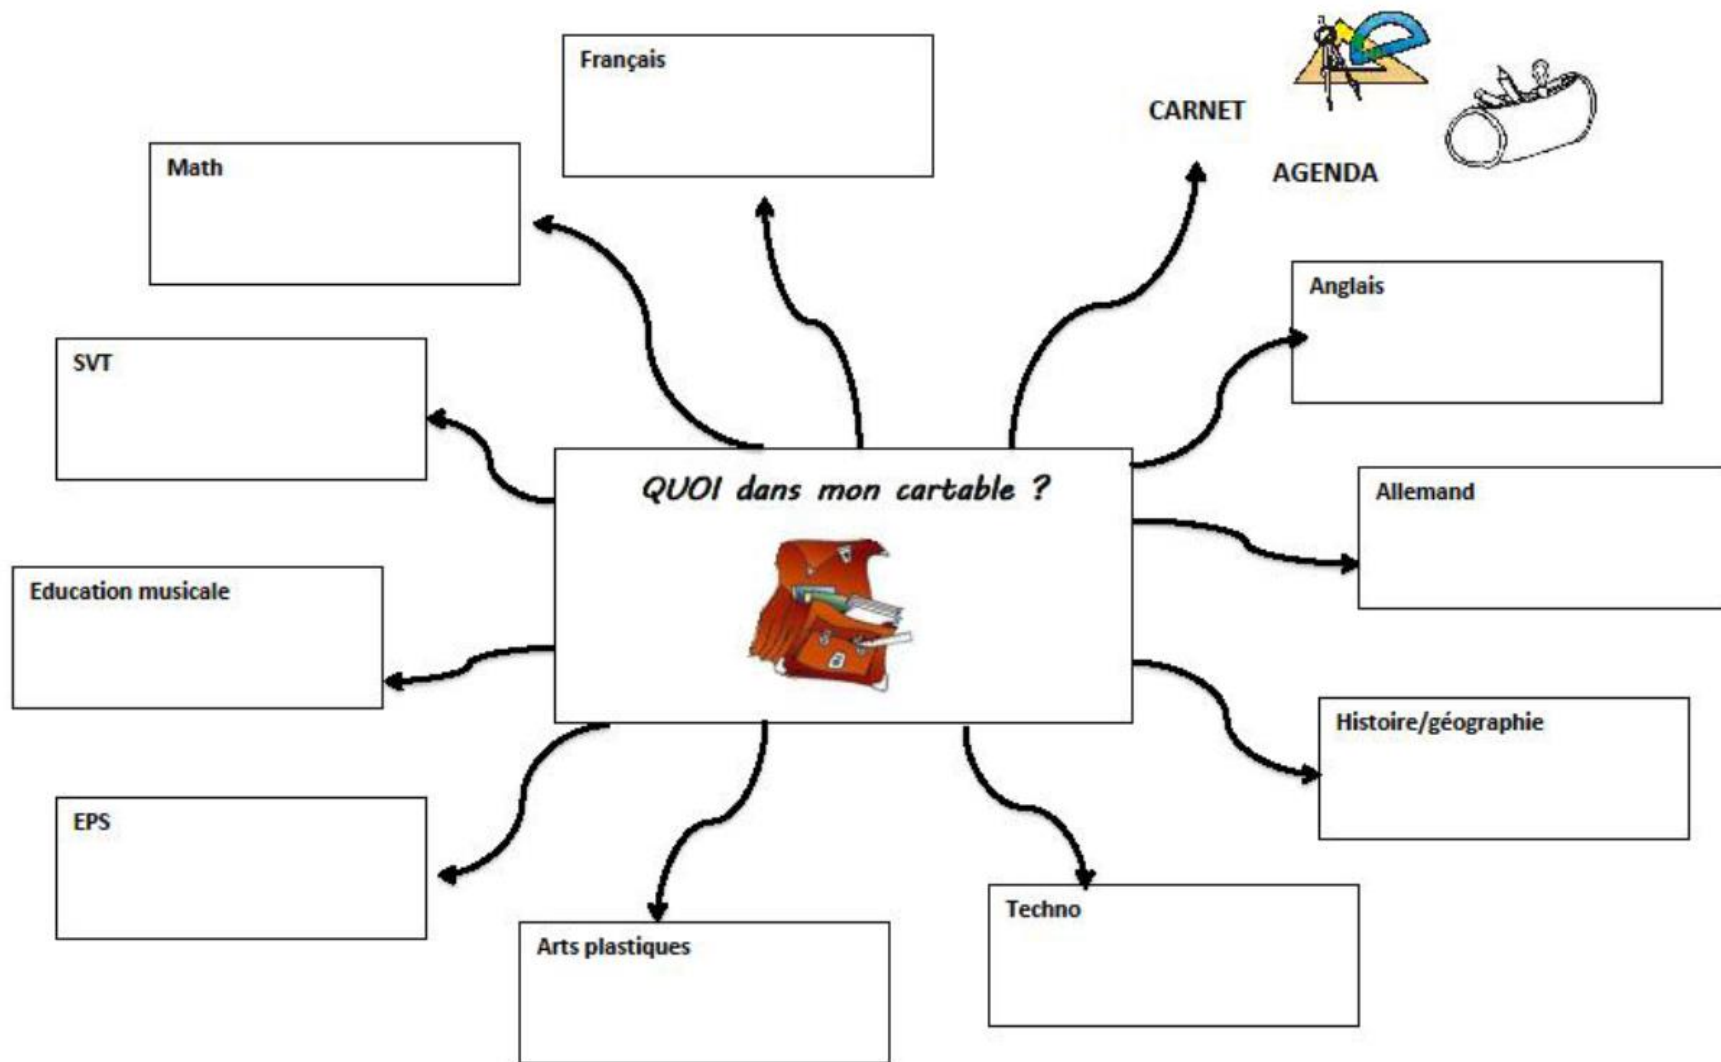 Français
CARNET
AGENDA
Math
Anglais
SVT
QUOI dans mon cartable ?
Allemand
Education musicale
Histoire/géographie
EPS
Techno
Arts plastiques